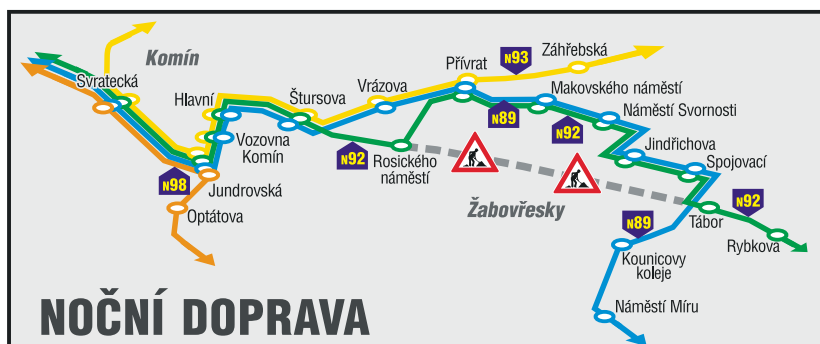 Komín
Svratecká
Hlavní
Štursova
Vrázova
Přívrat
N93
Záhřebská
Makovského náměstí
Náměstí Svornosti
N89
N92
Jindřichova
Spojovací
Vozovna
Komín
N92
Rosického
náměstí
N98
Jundrovská
Optátova
Žabovřesky
Tábor
N92
Rybkova
N89
Kounicovy
koleje
Náměstí Míru
NOČNÍ DOPRAVA